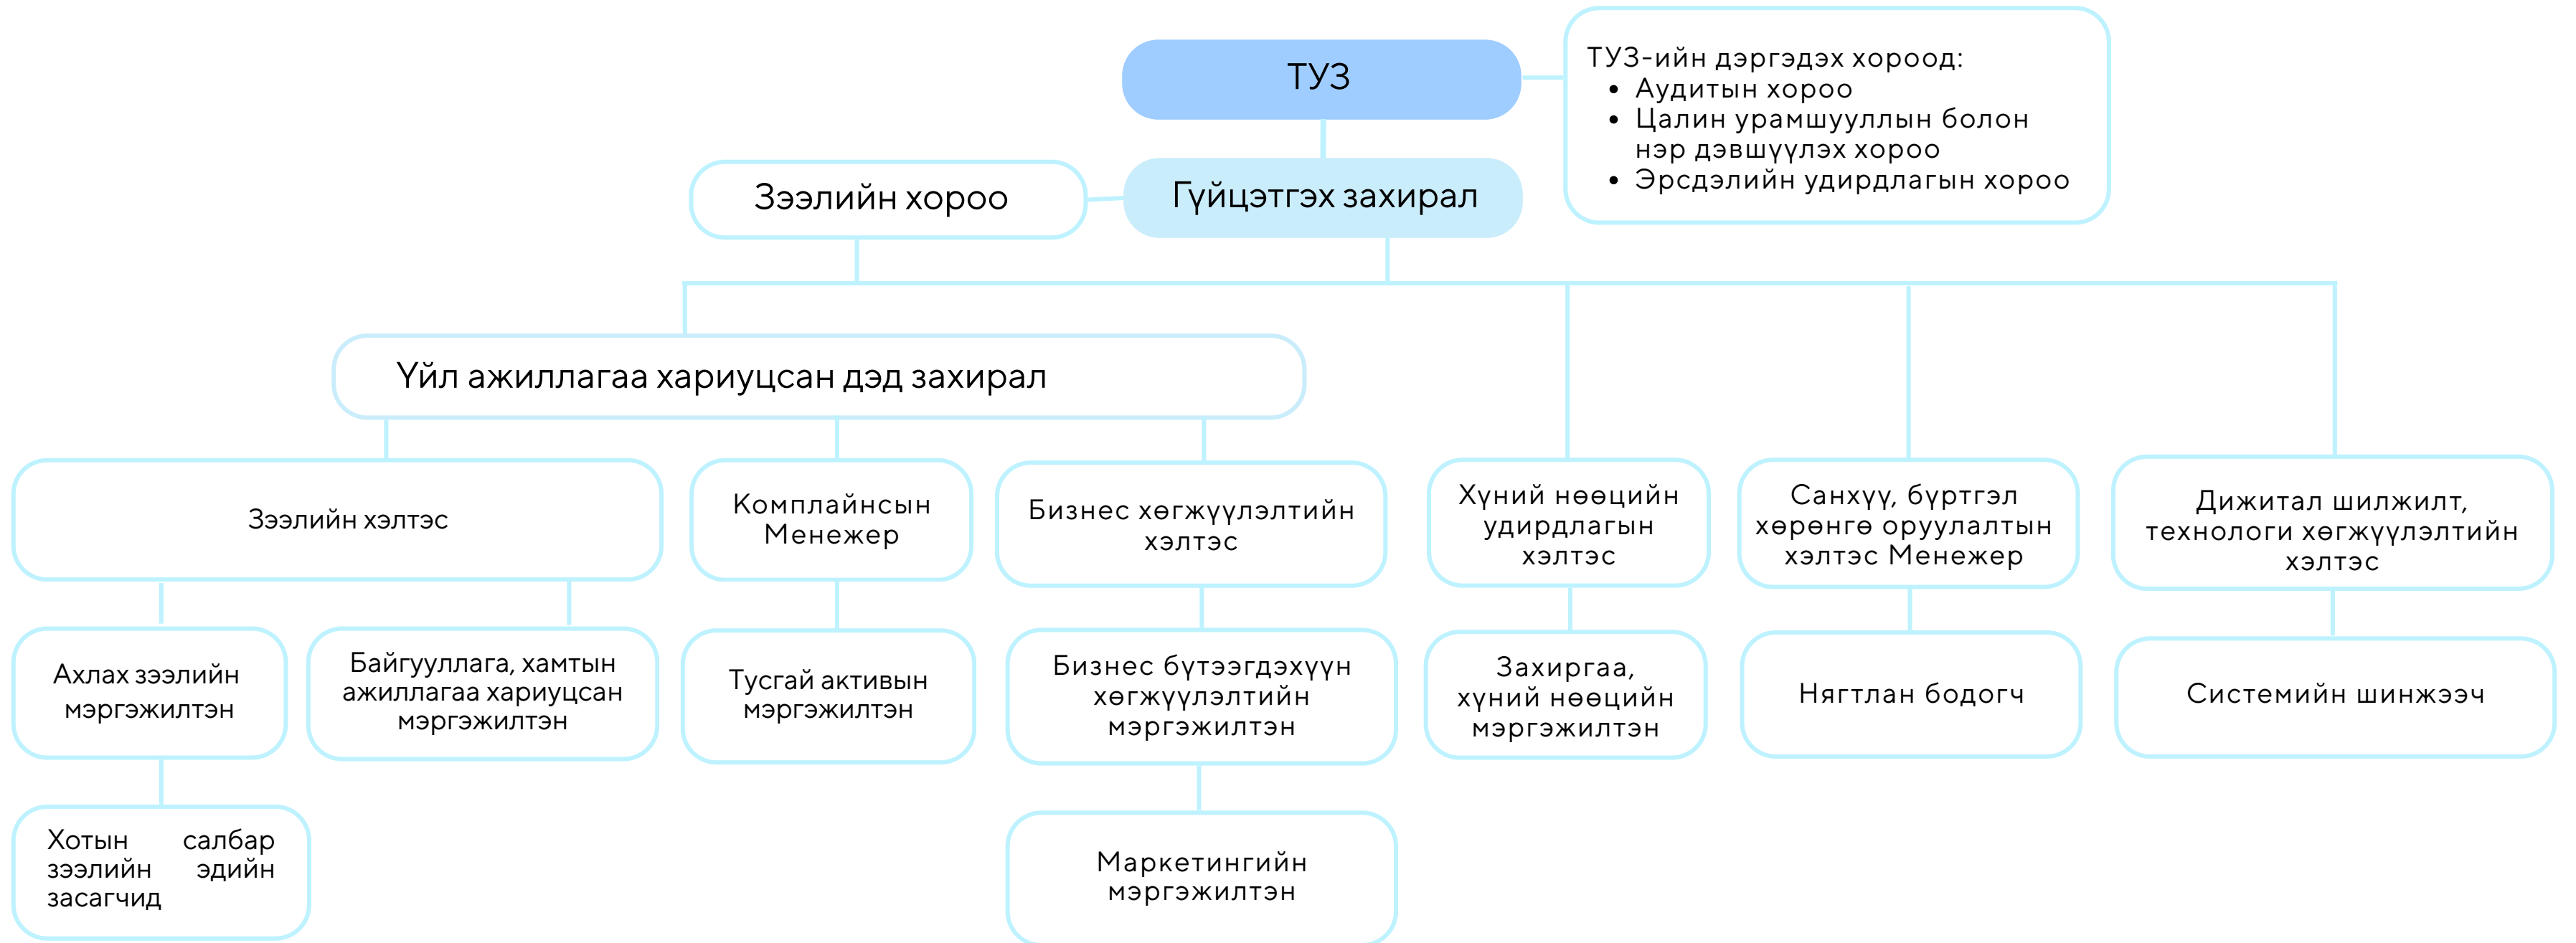 ТУЗ
ТУЗ-ийн дэргэдэх хороод:
• Аудитын хороо
• Цалин урамшууллын болон
нэр дэвшүүлэх хороо
• Эрсдэлийн удирдлагын хороо
Зээлийн хороо
Гүйцэтгэх захирал
Үйл ажиллагаа хариуцсан дэд захирал
Зээлийн хэлтэс
Комплайнсын
Менежер
Бизнес хөгжүүлэлтийн
хэлтэс
Хүний нөөцийн
удирдлагын
хэлтэс
Санхүү, бүртгэл
хөрөнгө оруулалтын
хэлтэс Менежер
Дижитал шилжилт,
технологи хөгжүүлэлтийн
хэлтэс
Ахлах зээлийн
мэргэжилтэн
Байгууллага, хамтын
ажиллагаа хариуцсан
мэргэжилтэн
Тусгай активын
мэргэжилтэн
Бизнес бүтээгдэхүүн
хөгжүүлэлтийн
мэргэжилтэн
Захиргаа,
хүний нөөцийн
мэргэжилтэн
Нягтлан бодогч
Системийн шинжээч
Хотын салбар
зээлийн эдийн
засагчид
Маркетингийн
мэргэжилтэн